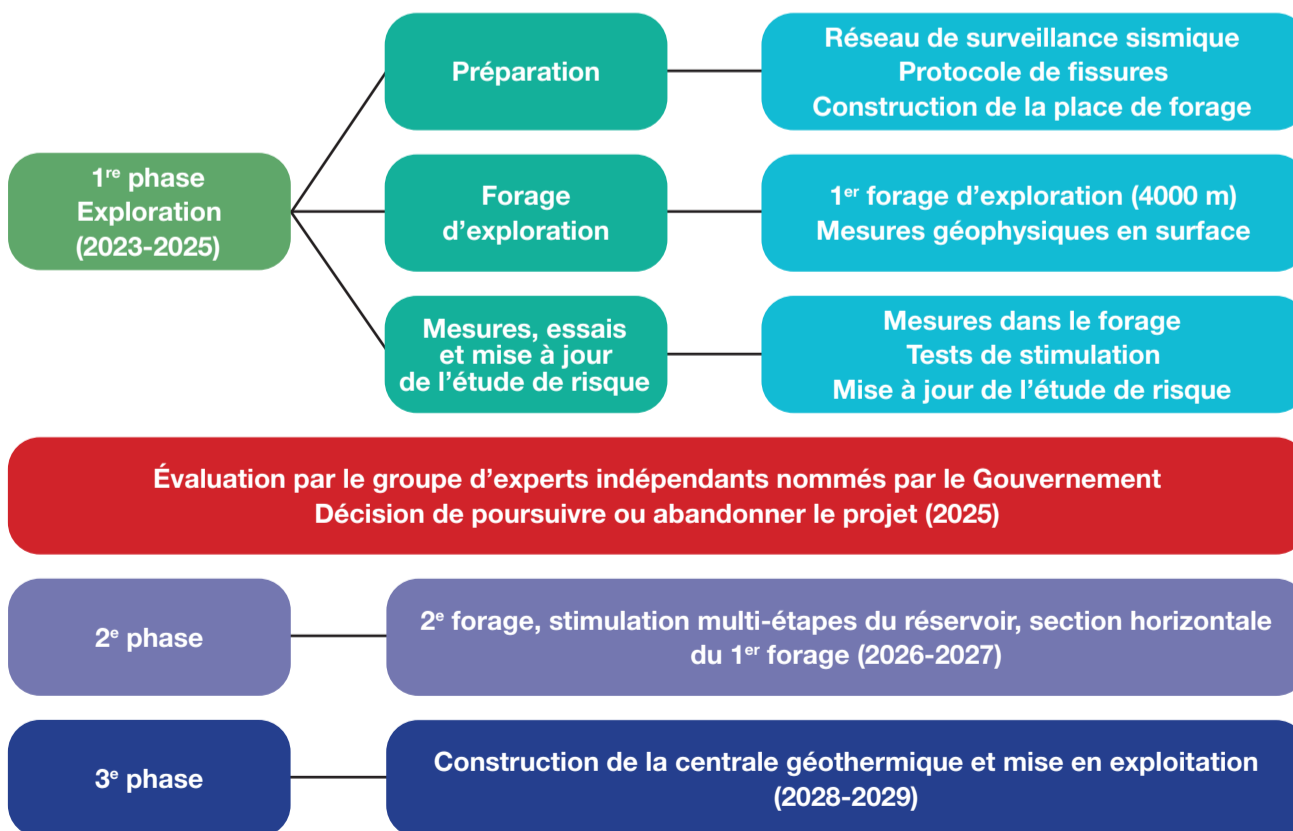 1re phase
Exploration
(2023-2025)
Préparation
Réseau de surveillance sismique
Protocole de fissures
Construction de la place de forage
Forage
d’exploration
1er forage d’exploration (4000 m)
Mesures géophysiques en surface
Mesures, essais
et mise à jour
de l’étude de risque
Mesures dans le forage
Tests de stimulation
Mise à jour de l’étude de risque
Évaluation par le groupe d’experts indépendants nommés par le Gouvernement
Décision de poursuivre ou abandonner le projet (2025)
2e phase
2e forage, stimulation multi-étapes du réservoir, section horizontale
du 1er forage (2026-2027)
3e phase
Construction de la centrale géothermique et mise en exploitation
(2028-2029)